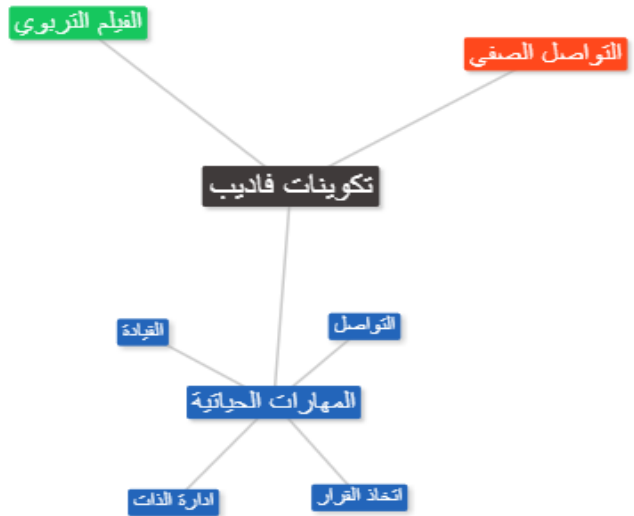 الفيلم التربوي
التواصل الصفي
تكوينات فاديب
التواصل
القيادة
المهارات الحياتية
اتخاذ القرار
ادارة الذات